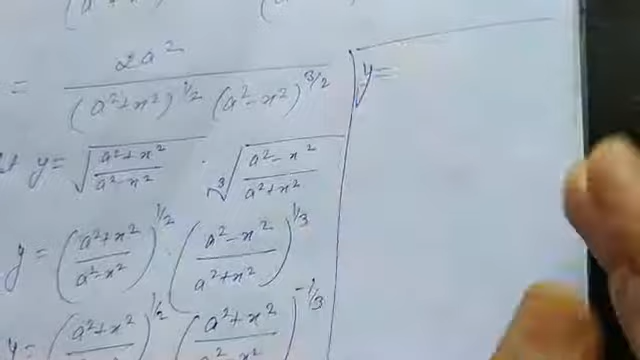 = 2a² / (a²+x²)^1/2 (a²-x²)^3/2
y = √(a²+x² / a²-x²) · ∛(a²-x² / a²+x²)
y = (a²+x² / a²-x²)^1/2 · (a²-x² / a²+x²)^1/3
y = (a²+x² / a²-x²)^1/2 (a²+x² / a²-x²)^-1/3
y =